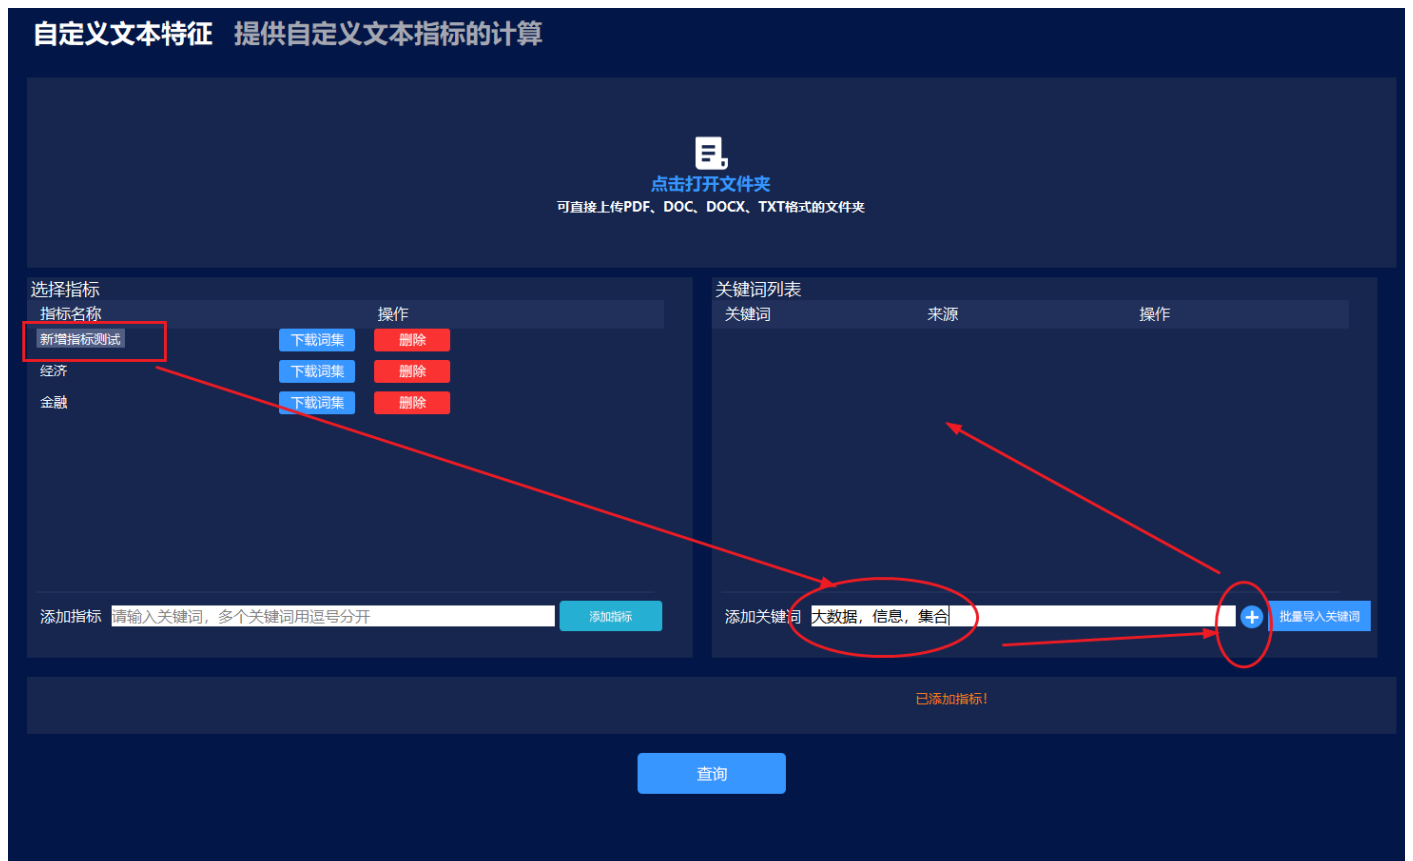 自定义文本特征 提供自定义文本指标的计算
点击打开文件夹
可直接上传PDF、DOC、DOCX、TXT格式的文件夹
选择指标
指标名称 操作
新增指标测试 下载词集 删除
经济 下载词集 删除
金融 下载词集 删除
添加指标 请输入关键词，多个关键词用逗号分开 添加指标
关键词列表
关键词 来源 操作
添加关键词 大数据，信息，集合 批量导入关键词
已添加指标！
查询